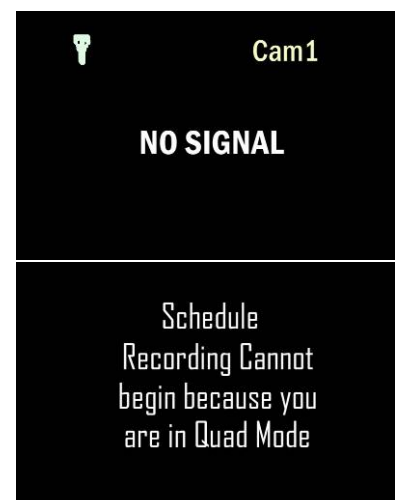 Cam1
NO SIGNAL
Schedule
Recording Cannot
begin because you
are in Quad Mode